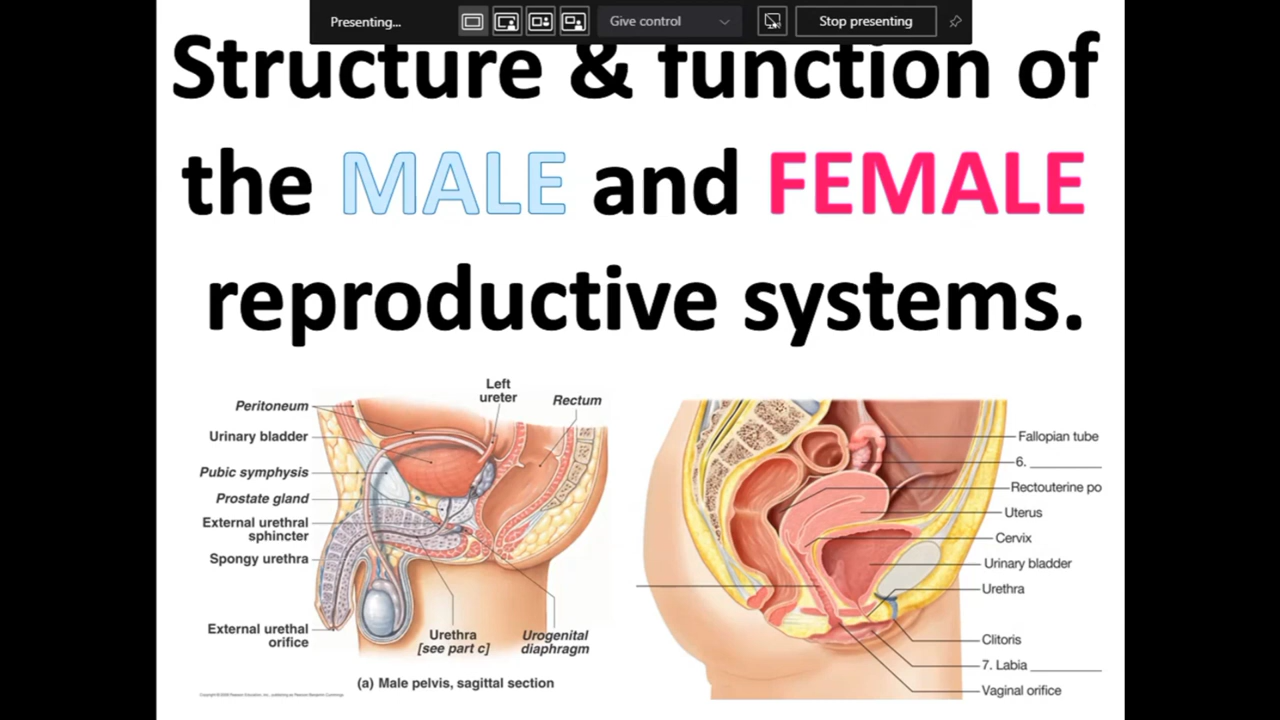 Presenting...
Give control
Stop presenting
Structure & function of
the MALE and FEMALE
reproductive systems.
Peritoneum
Urinary bladder
Pubic symphysis
Prostate gland
External urethral
sphincter
Spongy urethra
External urethal
orifice
Left
ureter
Rectum
Urethra
[see part c]
Urogenital
diaphragm
(a) Male pelvis, sagittal section
Fallopian tube
6. __________
Rectouterine po
Uterus
Cervix
Urinary bladder
Urethra
Clitoris
7. Labia __________
Vaginal orifice